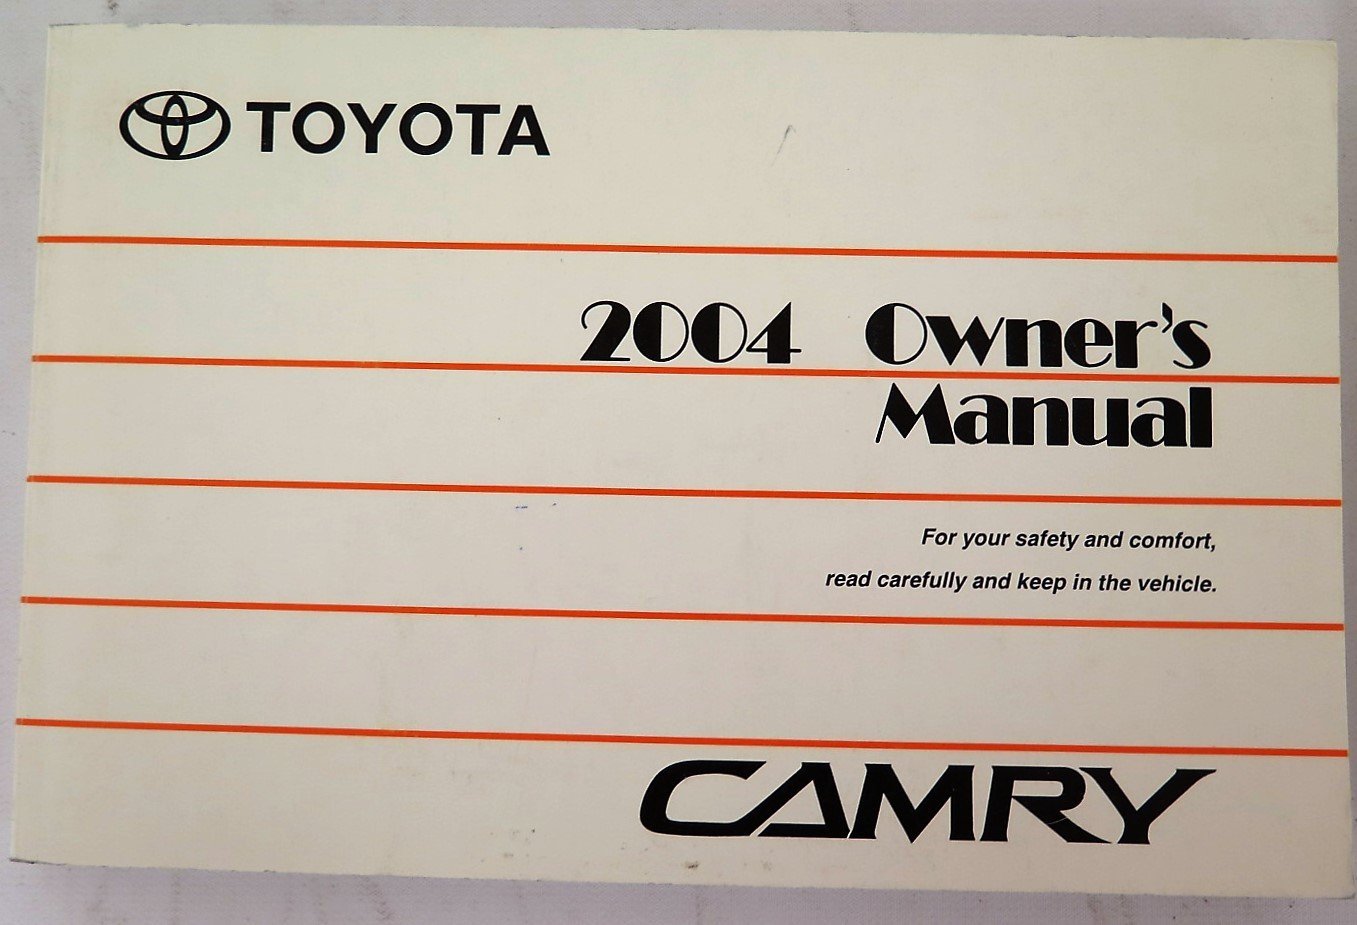 TOYOTA
2004 Owner's
Manual
For your safety and comfort,
read carefully and keep in the vehicle.
CAMRY